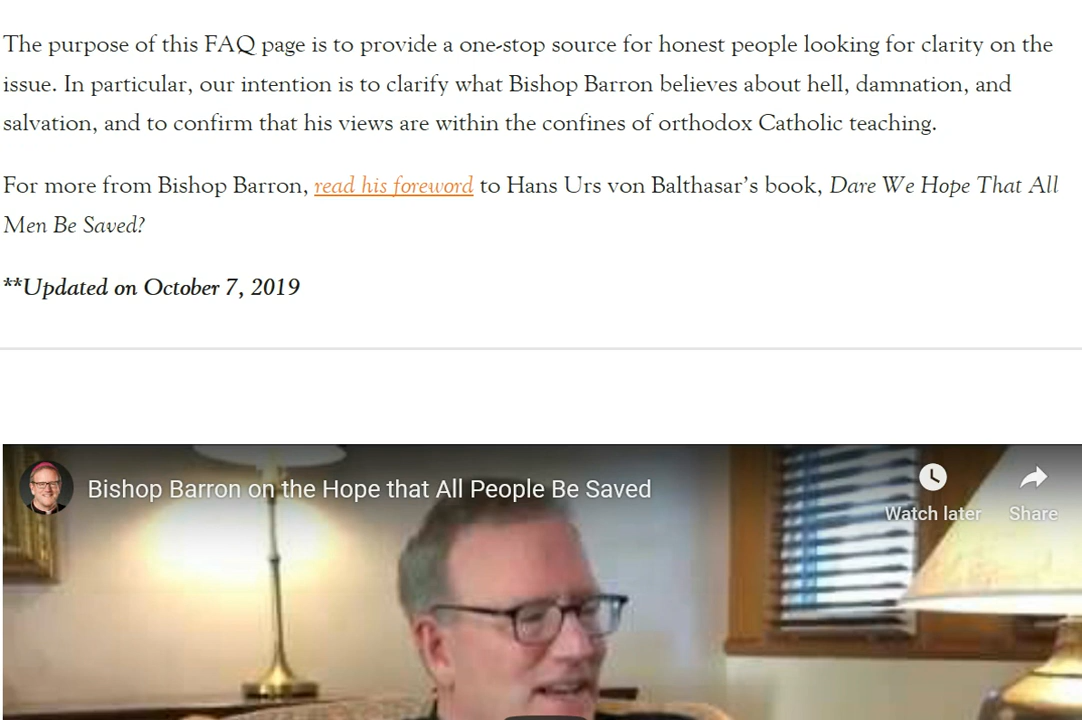 The purpose of this FAQ page is to provide a one-stop source for honest people looking for clarity on the
issue. In particular, our intention is to clarify what Bishop Barron believes about hell, damnation, and
salvation, and to confirm that his views are within the confines of orthodox Catholic teaching.
For more from Bishop Barron, read his foreword to Hans Urs von Balthasar’s book, Dare We Hope That All
Men Be Saved?
**Updated on October 7, 2019
Bishop Barron on the Hope that All People Be Saved
Watch later Share